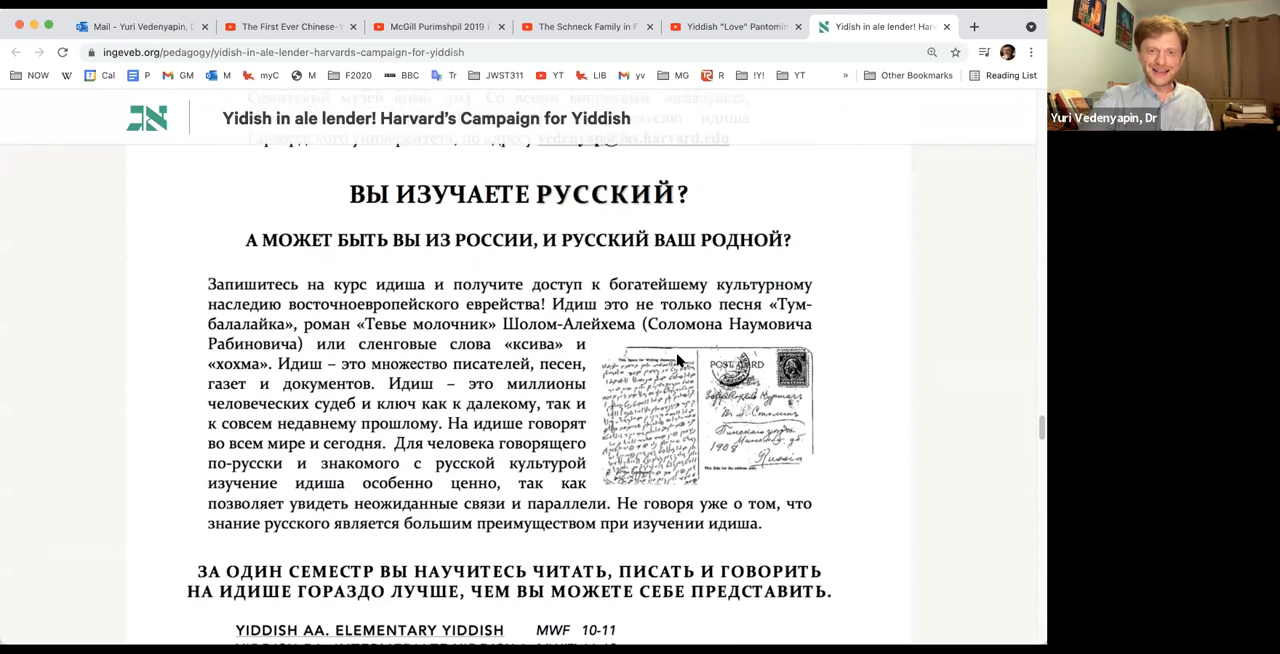 Mail - Yuri Vedenyapin - Outl
The First Ever Chinese-
McGill Purimshpil 2019
The Schneck Family in F
Yiddish "Love" Pantomin
Yidish in ale lender! Har
ingeveb.org/pedagogy/yidish-in-ale-lender-harvards-campaign-for-yiddish
NOW Cal P GM M myC M F2020 BBC Tr JWST311 YT LIB yv MG R !Y! YT » Other Bookmarks Reading List
Yidish in ale lender! Harvard's Campaign for Yiddish
ВЫ ИЗУЧАЕТЕ РУССКИЙ?
А МОЖЕТ БЫТЬ ВЫ ИЗ РОССИИ, И РУССКИЙ ВАШ РОДНОЙ?
Запишитесь на курс идиша и получите доступ к богатейшему культурному
наследию восточноевропейского еврейства! Идиш это не только песня «Тум-
балалайка», роман «Тевье молочник» Шолом-Алейхема (Соломона Наумовича
Рабиновича) или сленговые слова «ксива» и
«хохма». Идиш – это множество писателей, песен,
газет и документов. Идиш – это миллионы
человеческих судеб и ключ как к далекому, так и
к совсем недавнему прошлому. На идише говорят
во всем мире и сегодня. Для человека говорящего
по-русски и знакомого с русской культурой
изучение идиша особенно ценно, так как
позволяет увидеть неожиданные связи и параллели. Не говоря уже о том, что
знание русского является большим преимуществом при изучении идиша.
POST CARD
1908
Russia
ЗА ОДИН СЕМЕСТР ВЫ НАУЧИТЕСЬ ЧИТАТЬ, ПИСАТЬ И ГОВОРИТЬ
НА ИДИШЕ ГОРАЗДО ЛУЧШЕ, ЧЕМ ВЫ МОЖЕТЕ СЕБЕ ПРЕДСТАВИТЬ.
YIDDISH AA. ELEMENTARY YIDDISH MWF 10-11
Yuri Vedenyapin, Dr